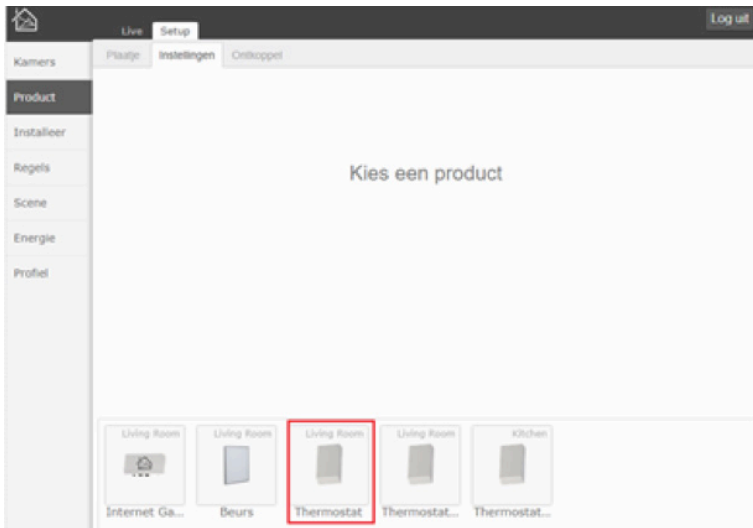 Live Setup Log uit
Plaatje Instellingen Ontkoppel
Kamers
Product
Installeer
Regels
Scene
Energie
Profiel
Kies een product
Living Room Living Room Living Room Living Room Kitchen
Internet Ga... Beurs Thermostat Thermostat... Thermostat...